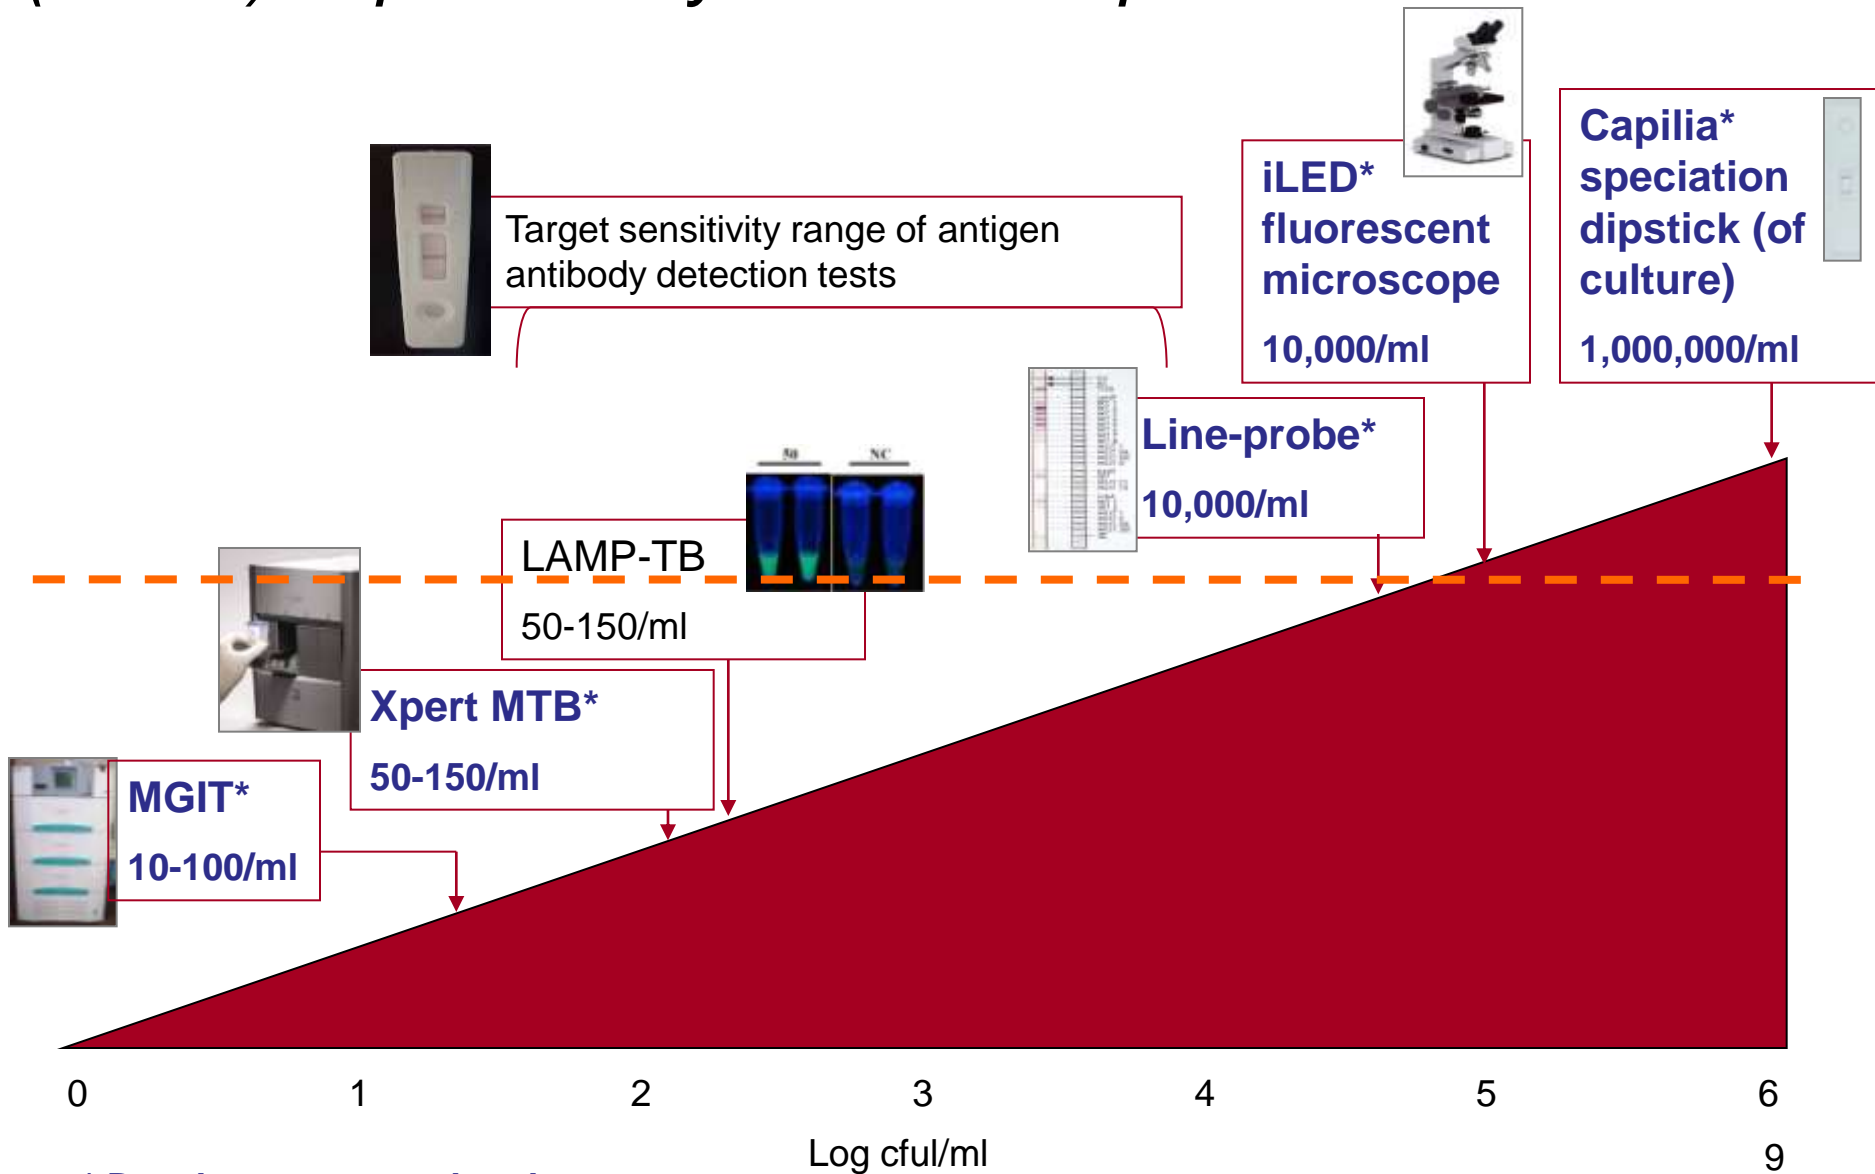 Target sensitivity range of antigen
antibody detection tests
iLED*
fluorescent
microscope
10,000/ml
Capilia*
speciation
dipstick (of
culture)
1,000,000/ml
Line-probe*
10,000/ml
50 NC
LAMP-TB
50-150/ml
Xpert MTB*
50-150/ml
MGIT*
10-100/ml
0 1 2 3 4 5 6
Log cful/ml
9